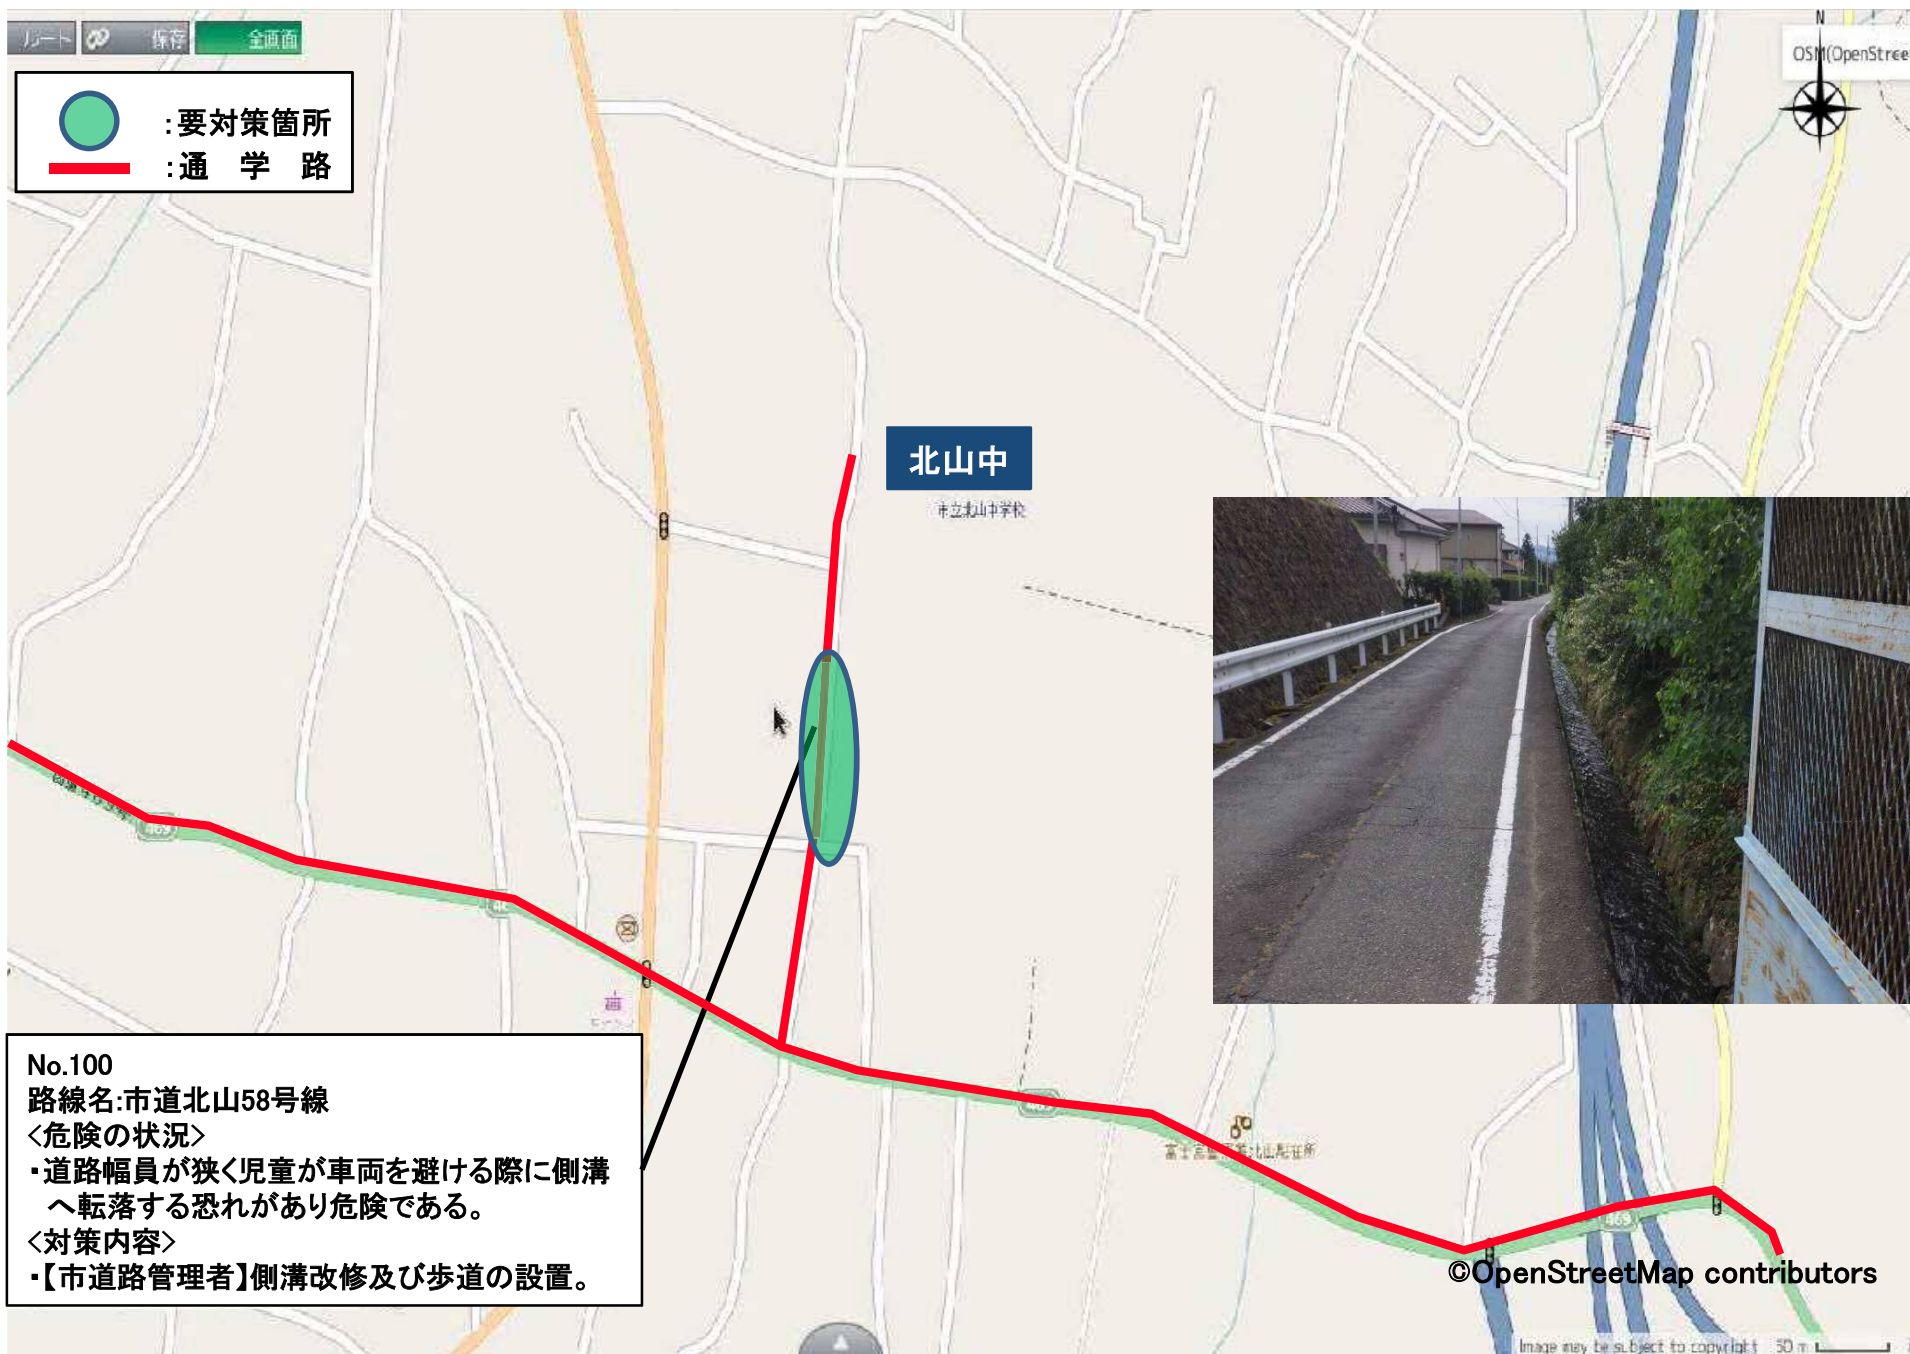 ルート
保存
全画面
OSM(OpenStree
N
:要対策箇所
:通 学 路
北山中
市立北山中学校
469
469
No.100
路線名:市道北山58号線
<危険の状況>
・道路幅員が狭く児童が車両を避ける際に側溝
へ転落する恐れがあり危険である。
<対策内容>
・【市道路管理者】側溝改修及び歩道の設置。
©OpenStreetMap contributors
Image may be subject to copyright
50 m